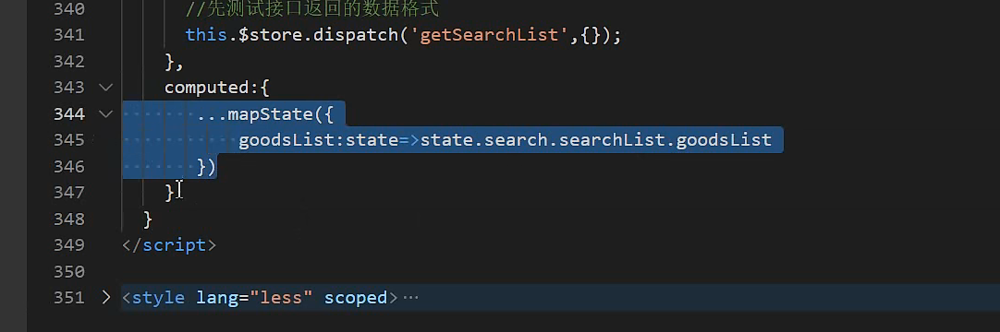 340 //先测试接口返回的数据格式
341 this.$store.dispatch('getSearchList',{});
342 },
343 computed:{
344 ...mapState({
345 goodsList:state=>state.search.searchList.goodsList
346 })
347 }
348 }
349 </script>
350
351 <style lang="less" scoped>…